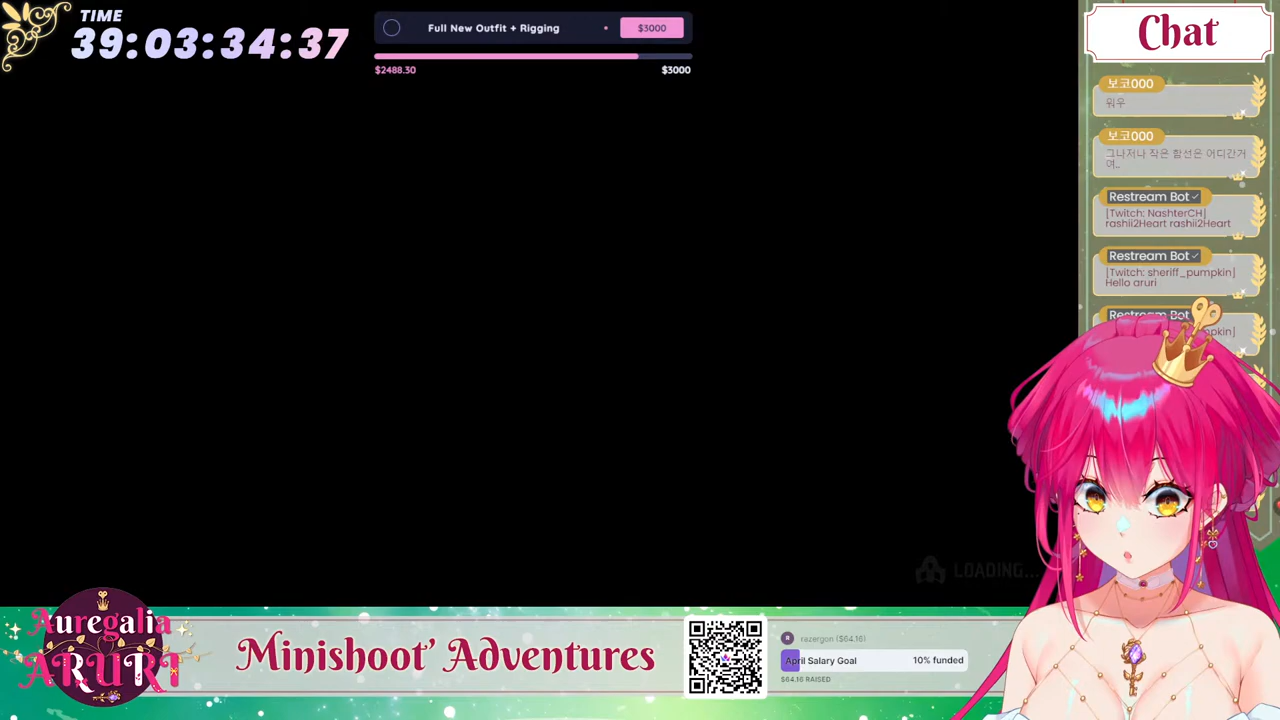 TIME
39:03:34:37
Full New Outfit + Rigging
$3000
$2488.30
$3000
Chat
보코000
워우
보코000
그나저나 작은 함선은 어디간거
여..
Restream Bot
[Twitch: NashterCH]
rashii2Heart rashii2Heart
Restream Bot
[Twitch: sheriff_pumpkin]
Hello aruri
Restream Bot
LOADING...
Auregalia
ARURI
Minishoot' Adventures
R
razergon ($64.16)
April Salary Goal
10% funded
$64.16 RAISED